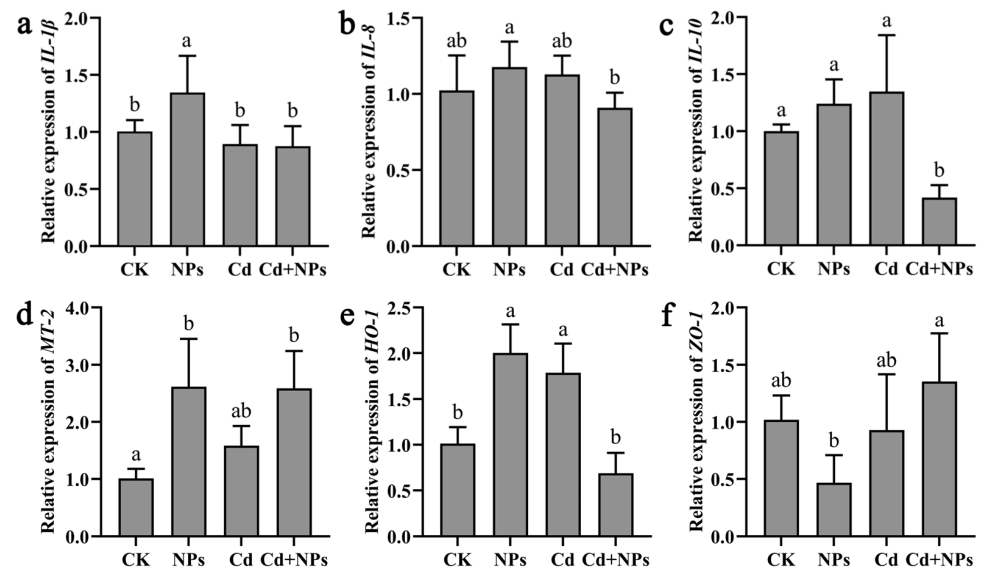 a
Relative expression of IL-1β
2.0
1.5
1.0
0.5
0.0
b
a
b
b
CK NPs Cd Cd+NPs
b
Relative expression of IL-8
1.5
1.0
0.5
0.0
ab
a
ab
b
CK NPs Cd Cd+NPs
c
Relative expression of IL-10
2.0
1.5
1.0
0.5
0.0
a
a
a
b
CK NPs Cd Cd+NPs
d
Relative expression of MT-2
4.0
3.0
2.0
1.0
0.0
a
b
ab
b
CK NPs Cd Cd+NPs
e
Relative expression of HO-1
2.5
2.0
1.5
1.0
0.5
0.0
b
a
a
b
CK NPs Cd Cd+NPs
f
Relative expression of ZO-1
2.0
1.5
1.0
0.5
0.0
ab
b
ab
a
CK NPs Cd Cd+NPs